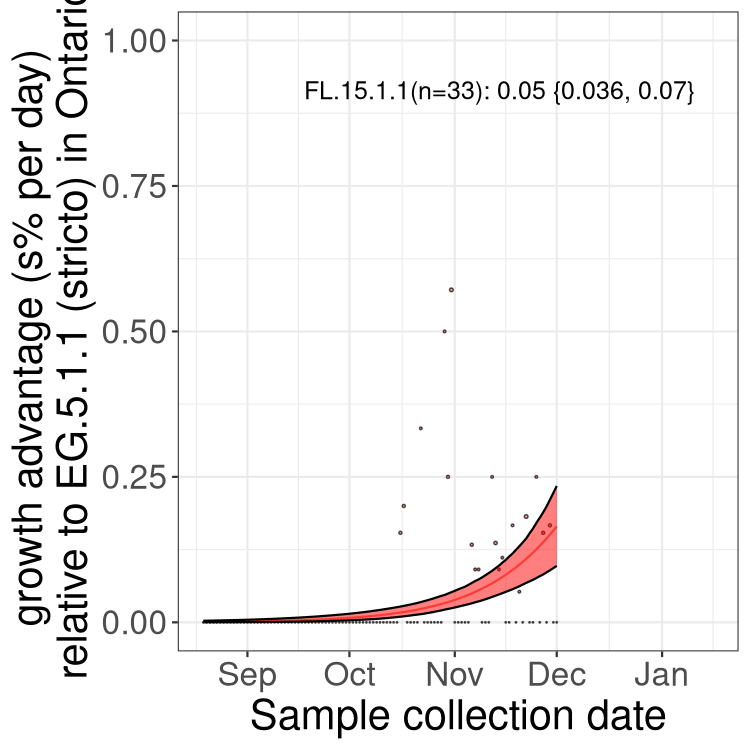 growth advantage (s% per day)
relative to EG.5.1.1 (stricto) in Ontario
1.00
0.75
0.50
0.25
0.00
FL.15.1.1(n=33): 0.05 {0.036, 0.07}
Sep Oct Nov Dec Jan
Sample collection date